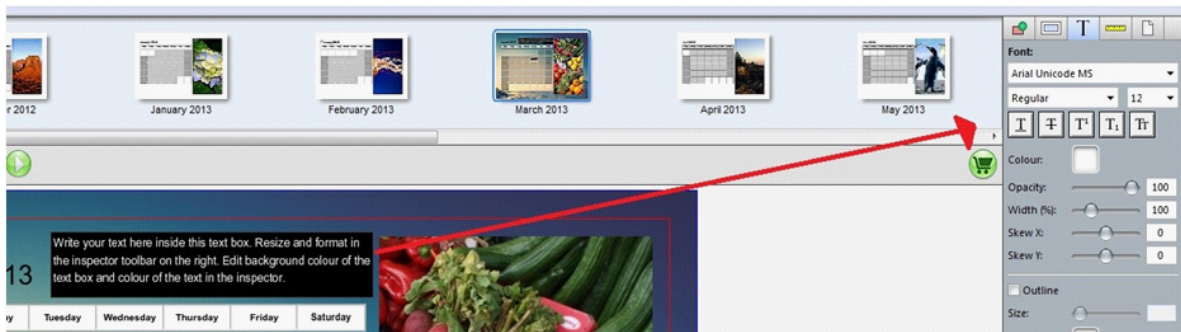 r 2012
January 2013
February 2013
March 2013
April 2013
May 2013
T
Font:
Arial Unicode MS
Regular
12
T T T¹ T₁ Tr
Colour:
Opacity: 100
Width (%): 100
Skew X: 0
Skew Y: 0
Outline
Size:
13
Write your text here inside this text box. Resize and format in
the inspector toolbar on the right. Edit background colour of the
text box and colour of the text in the inspector.
Tuesday Wednesday Thursday Friday Saturday